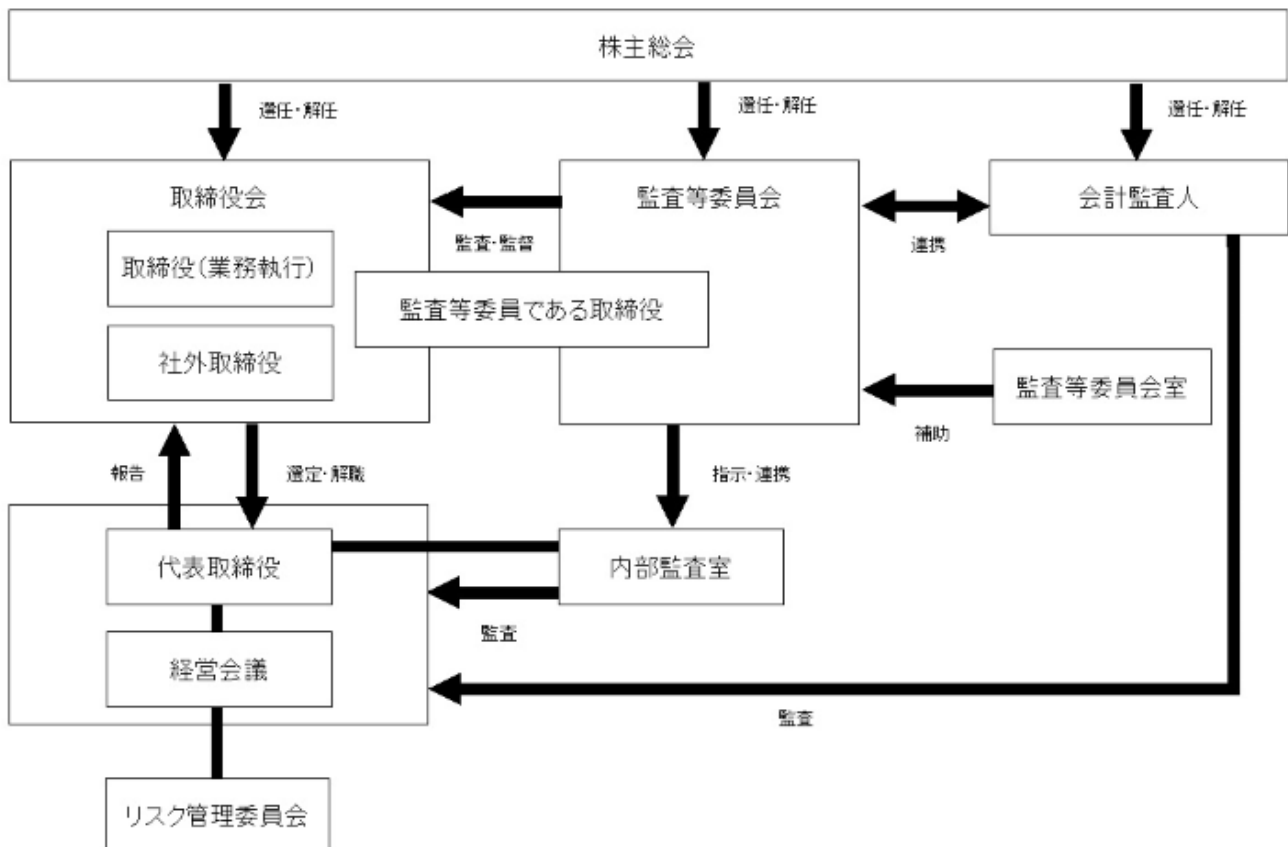 株主総会
選任・解任
選任・解任
選任・解任
取締役会
監査等委員会
会計監査人
監査・監督
連携
取締役(業務執行)
監査等委員である取締役
社外取締役
監査等委員会室
補助
報告
選定・解職
指示・連携
代表取締役
内部監査室
監査
経営会議
監査
リスク管理委員会